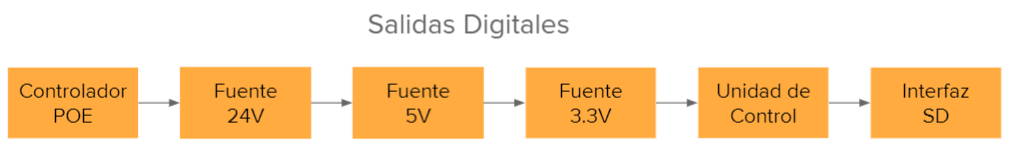 Salidas Digitales
Controlador
POE
Fuente
24V
Fuente
5V
Fuente
3.3V
Unidad de
Control
Interfaz
SD